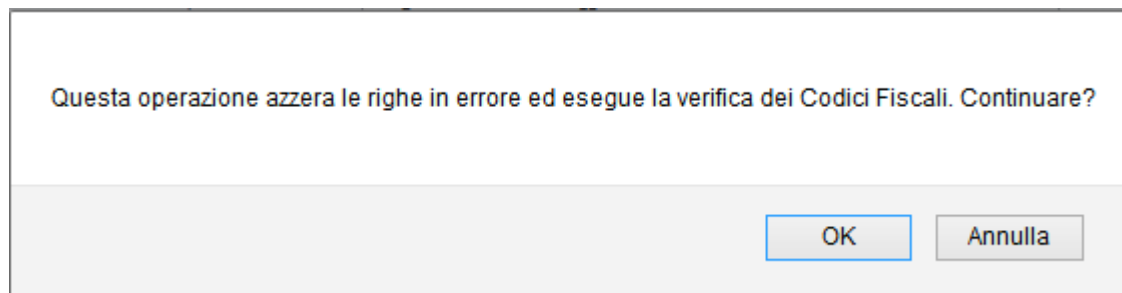 Questa operazione azzera le righe in errore ed esegue la verifica dei Codici Fiscali. Continuare?
OK
Annulla